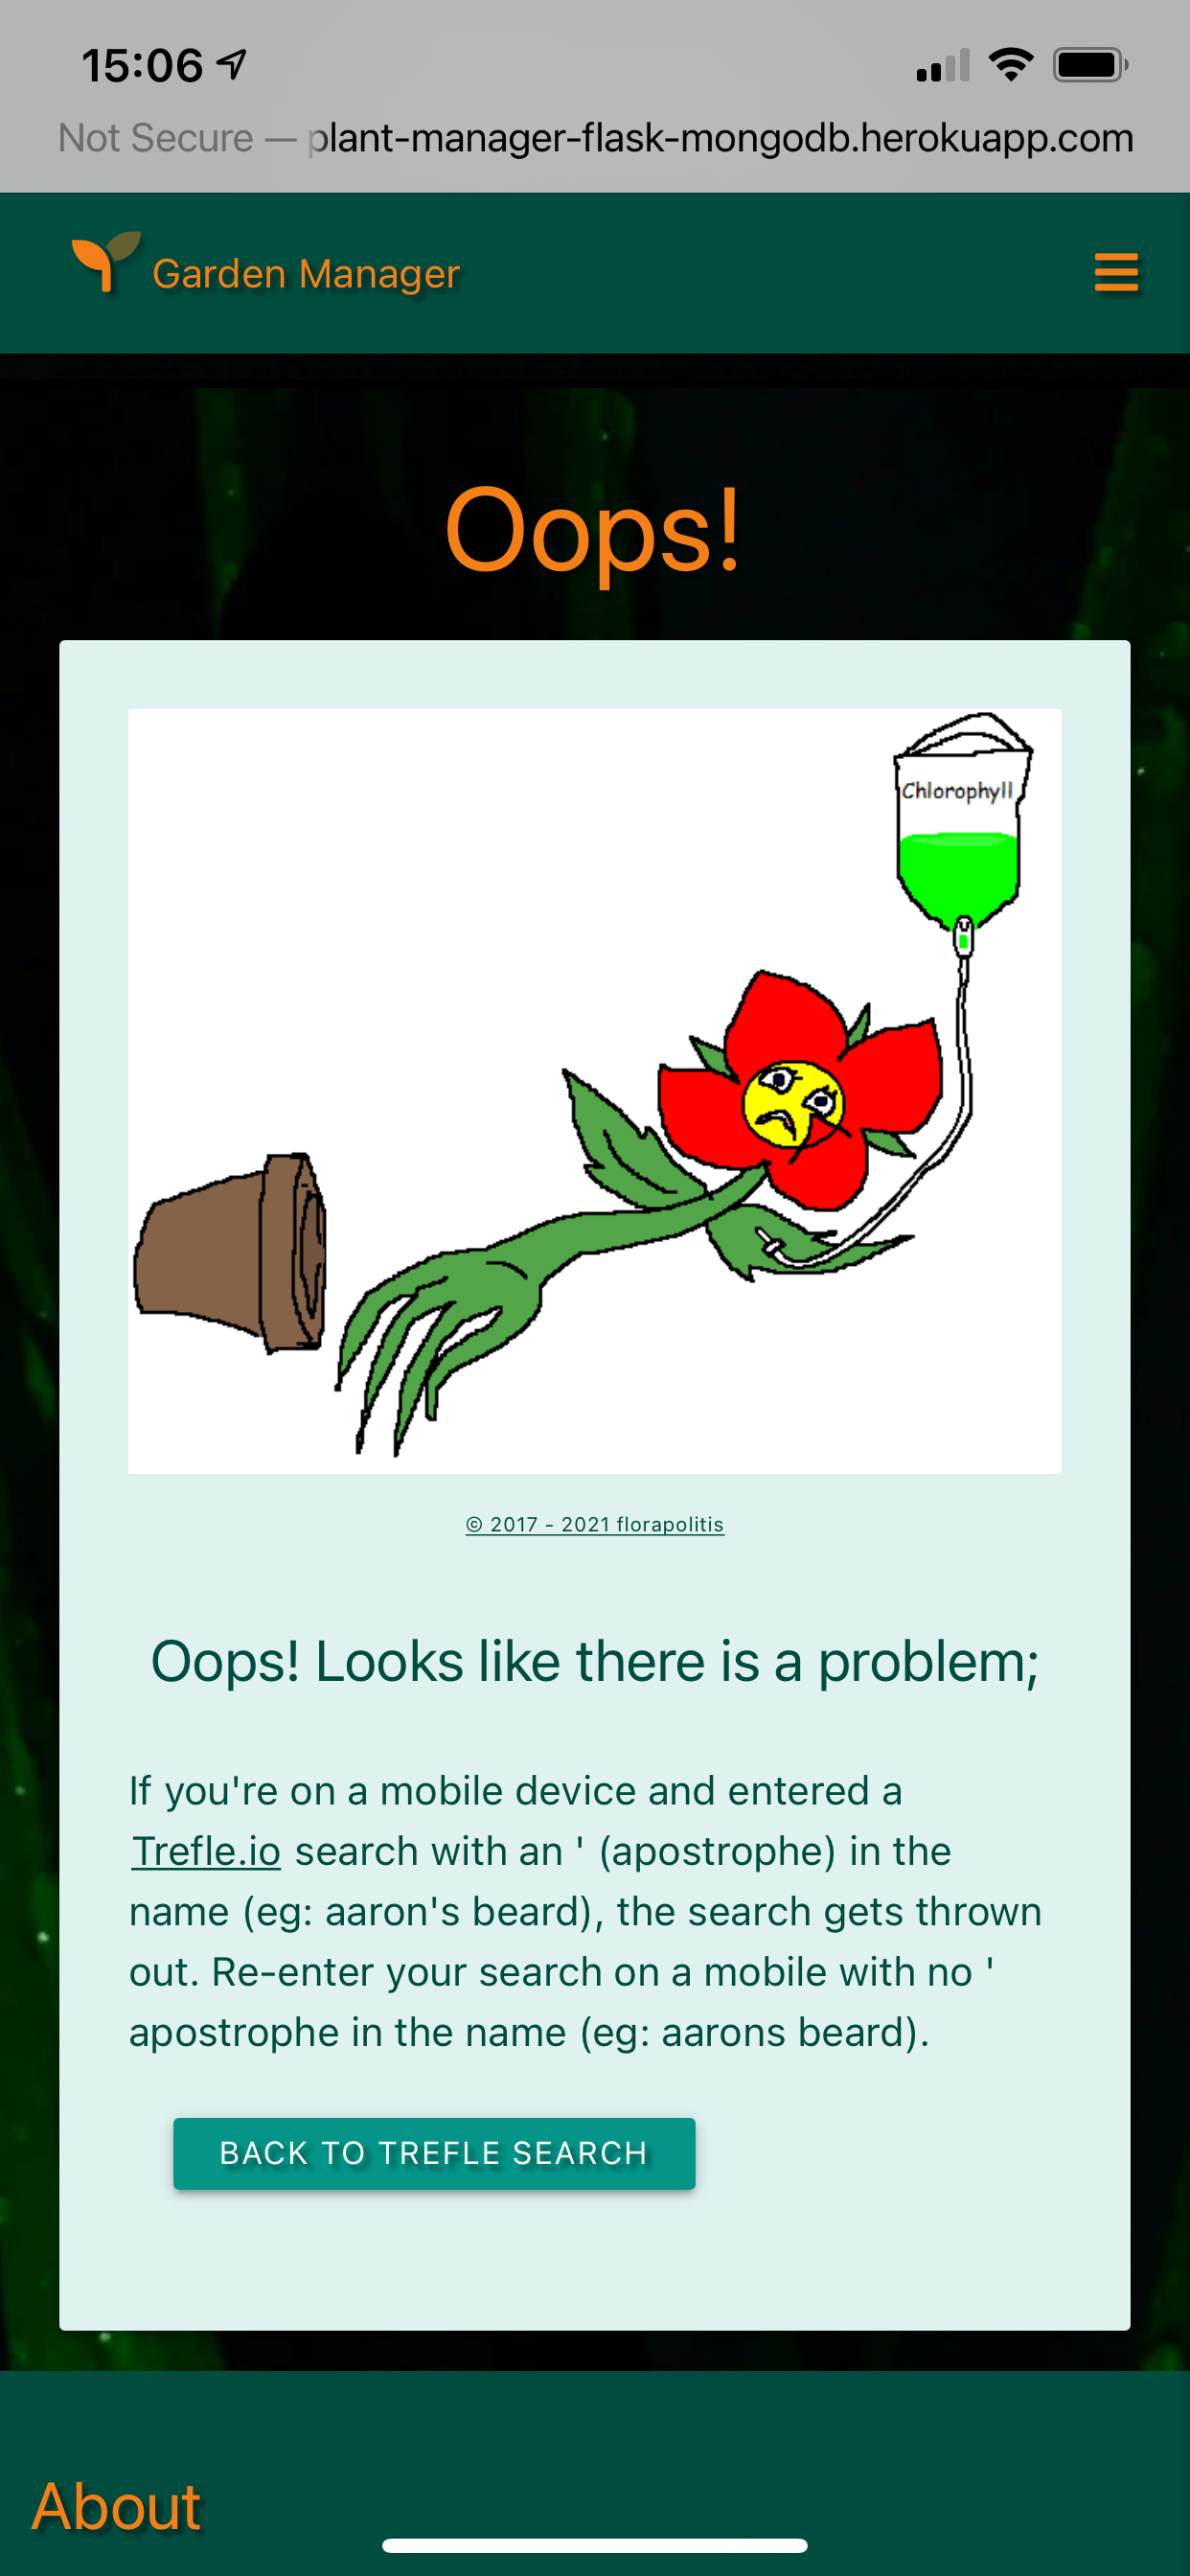 15:06
Not Secure — plant-manager-flask-mongodb.herokuapp.com
Garden Manager
Oops!
Chlorophyll
© 2017 - 2021 florapolitis
Oops! Looks like there is a problem;
If you're on a mobile device and entered a
Trefle.io search with an ' (apostrophe) in the
name (eg: aaron's beard), the search gets thrown
out. Re-enter your search on a mobile with no '
apostrophe in the name (eg: aarons beard).
BACK TO TREFLE SEARCH
About